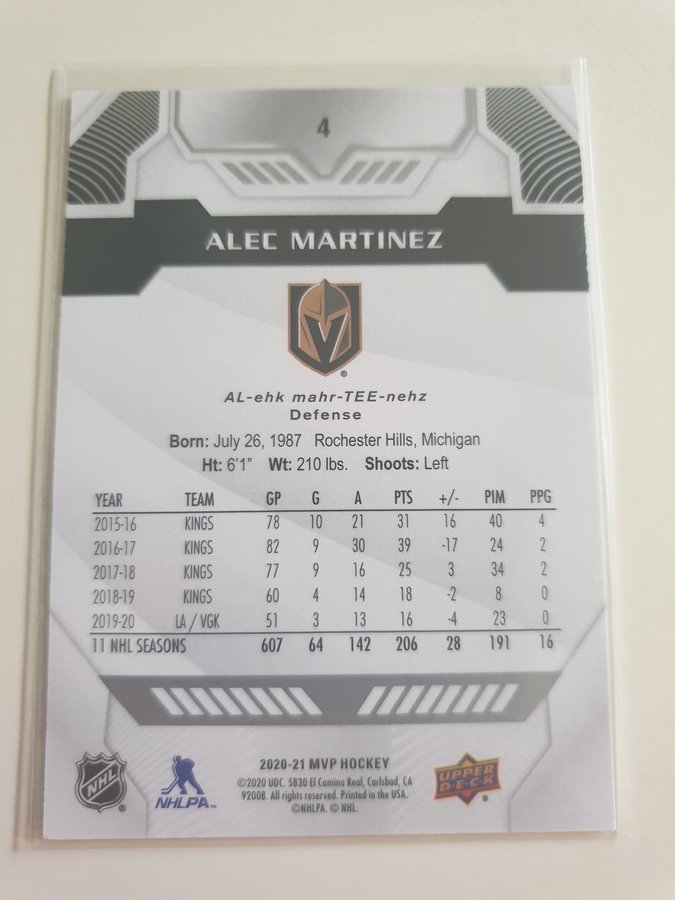 4
ALEC MARTINEZ
V
®
AL-ehk mahr-TEE-nehz
Defense
Born: July 26, 1987 Rochester Hills, Michigan
Ht: 6'1" Wt: 210 lbs. Shoots: Left
YEAR TEAM GP G A PTS +/- PIM PPG
2015-16 KINGS 78 10 21 31 16 40 4
2016-17 KINGS 82 9 30 39 -17 24 2
2017-18 KINGS 77 9 16 25 3 34 2
2018-19 KINGS 60 4 14 18 -2 8 0
2019-20 LA / VGK 51 3 13 16 -4 23 0
11 NHL SEASONS 607 64 142 206 28 191 16
2020-21 MVP HOCKEY
©2020 UDC. 5830 El Camino Real, Carlsbad, CA
92008. All rights reserved. Printed in the USA.
©NHLPA. © NHL.
NHL ®
NHLPA™
UPPER
D·E·C·K ®